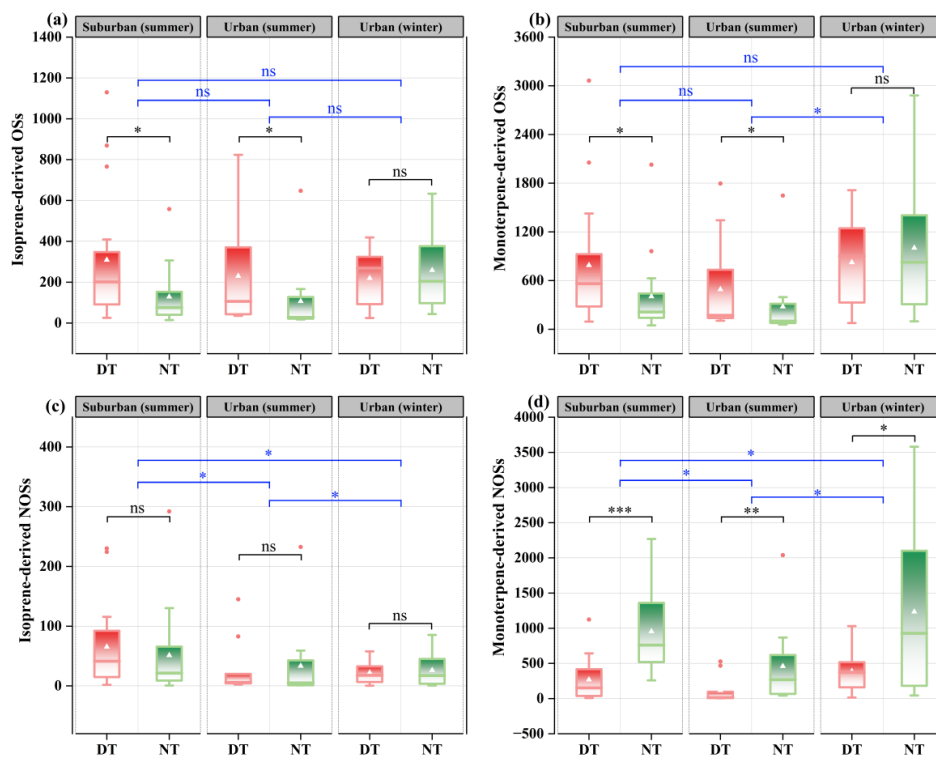 (a)
Suburban (summer)
Urban (summer)
Urban (winter)
Isoprene-derived OSs
1400
1200
1000
800
600
400
200
0
ns
ns
ns
*
*
ns
DT
NT
DT
NT
DT
NT
(b)
Suburban (summer)
Urban (summer)
Urban (winter)
Monoterpene-derived OSs
3600
3000
2400
1800
1200
600
0
ns
ns
ns
*
*
*
DT
NT
DT
NT
DT
NT
(c)
Suburban (summer)
Urban (summer)
Urban (winter)
Isoprene-derived NOSs
400
300
200
100
0
*
*
*
ns
ns
ns
DT
NT
DT
NT
DT
NT
(d)
Suburban (summer)
Urban (summer)
Urban (winter)
Monoterpene-derived NOSs
4000
3500
3000
2500
2000
1500
1000
500
0
−500
*
*
*
*
***
**
DT
NT
DT
NT
DT
NT